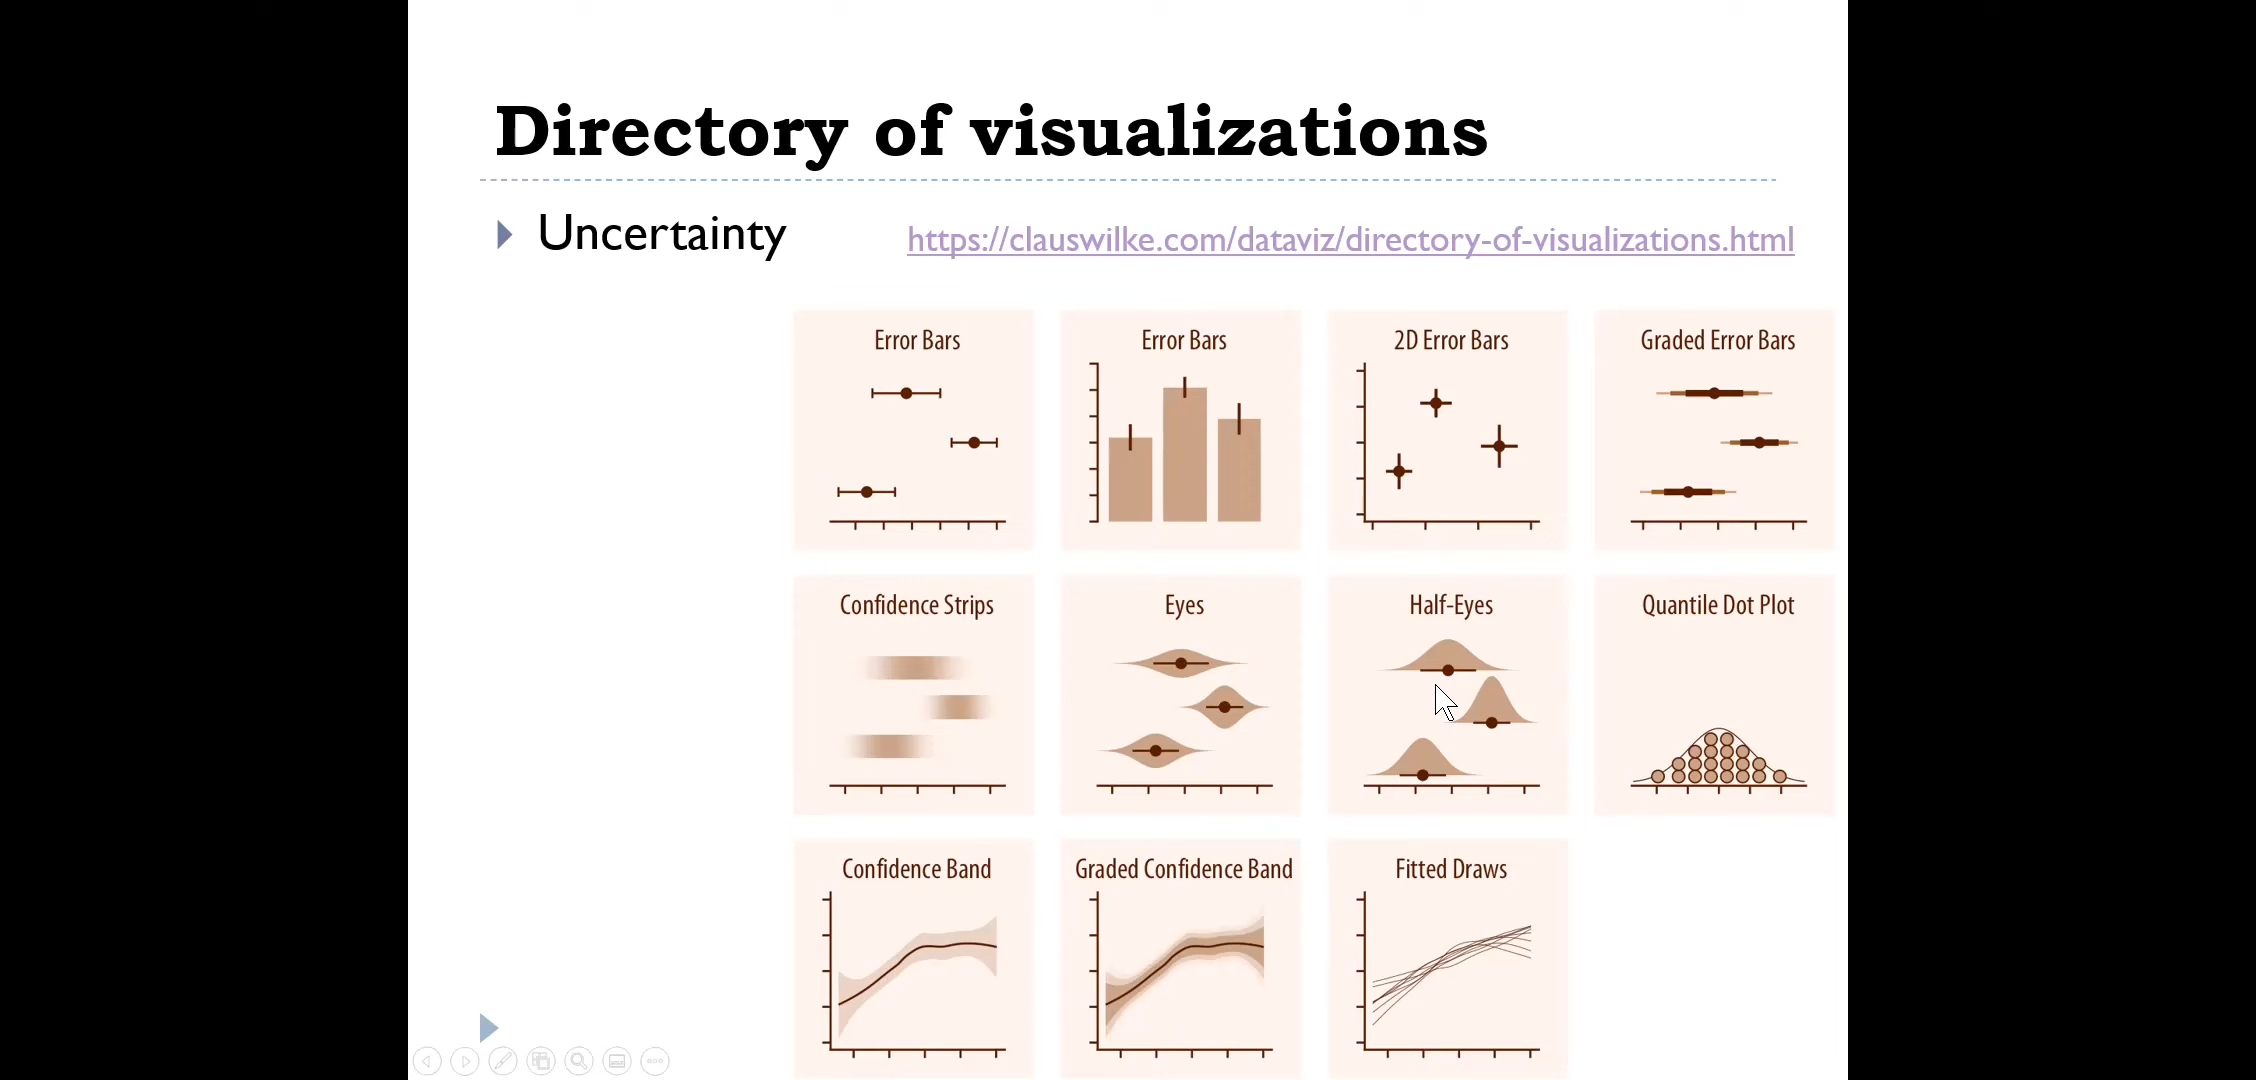 Directory of visualizations
Uncertainty
https://clauswilke.com/dataviz/directory-of-visualizations.html
Error Bars
Error Bars
2D Error Bars
Graded Error Bars
Confidence Strips
Eyes
Half-Eyes
Quantile Dot Plot
Confidence Band
Graded Confidence Band
Fitted Draws